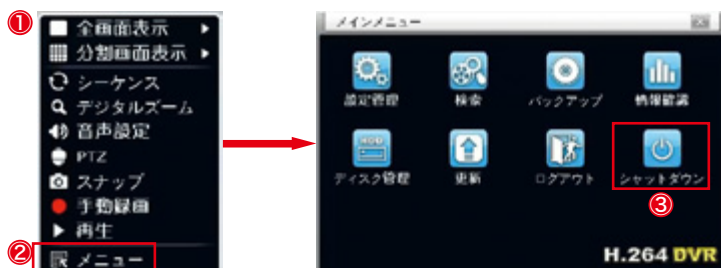 ①
全画面表示
分割画面表示
シーケンス
デジタルズーム
音声設定
PTZ
スナップ
手動録画
再生
②
メニュー
メインメニュー
設定管理 検索 バックアップ 情報確認
HDD
ディスク管理 更新 ログアウト シャットダウン
③
H.264 DVR